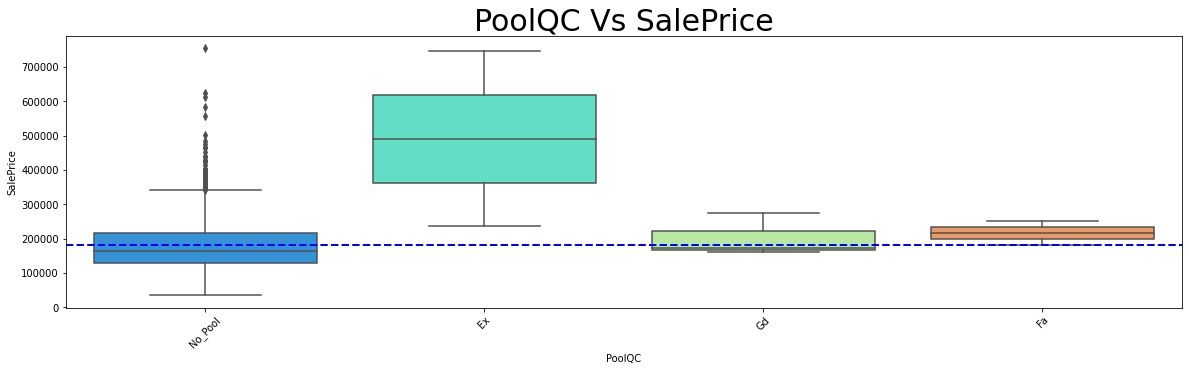 PoolQC Vs SalePrice
700000
600000
500000
400000
300000
200000
100000
0
SalePrice
No_Pool
Ex
Gd
Fa
PoolQC